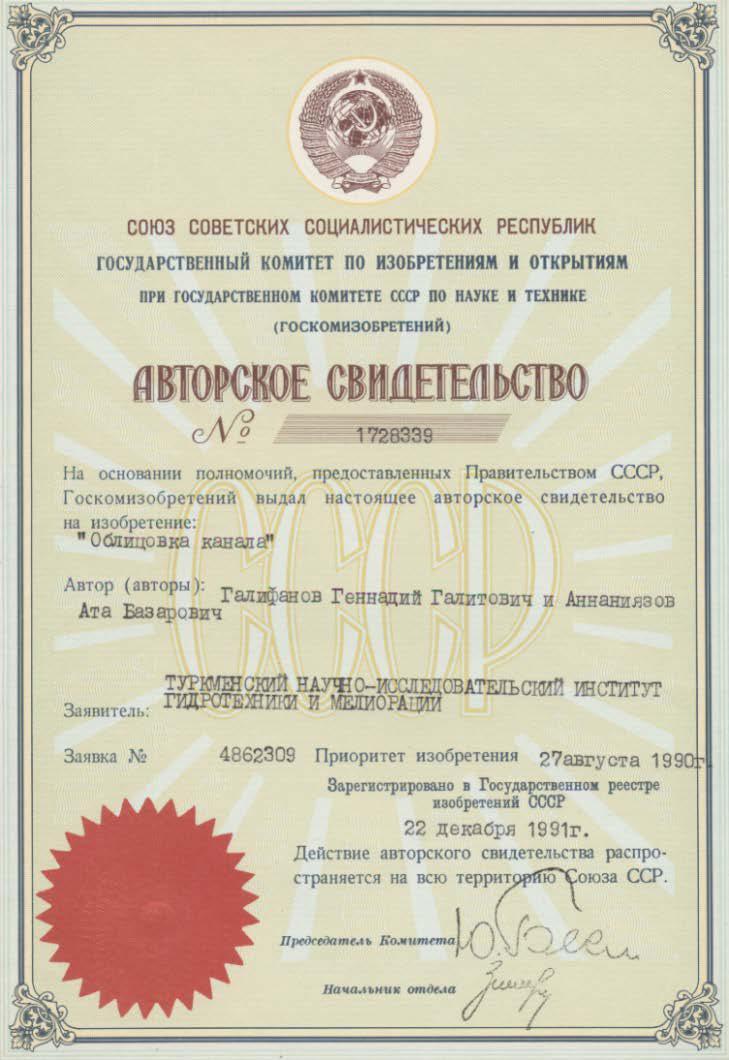 СОЮЗ СОВЕТСКИХ СОЦИАЛИСТИЧЕСКИХ РЕСПУБЛИК
ГОСУДАРСТВЕННЫЙ КОМИТЕТ ПО ИЗОБРЕТЕНИЯМ И ОТКРЫТИЯМ
ПРИ ГОСУДАРСТВЕННОМ КОМИТЕТЕ СССР ПО НАУКЕ И ТЕХНИКЕ
(ГОСКОМИЗОБРЕТЕНИЙ)
АВТОРСКОЕ СВИДЕТЕЛЬСТВО
№ 1728339
СССР
На основании полномочий, предоставленных Правительством СССР,
Госкомизобретений выдал настоящее авторское свидетельство
на изобретение:
"Облицовка канала"
Автор (авторы): Галифанов Геннадий Галитович и Аннаниязов
Ата Базарович
ТУРКМЕНСКИЙ НАУЧНО-ИССЛЕДОВАТЕЛЬСКИЙ ИНСТИТУТ
Заявитель: ГИДРОТЕХНИКИ И МЕЛИОРАЦИИ
Заявка № 4862309 Приоритет изобретения 27августа 1990г.
Зарегистрировано в Государственном реестре
изобретений СССР
22 декабря 1991г.
Действие авторского свидетельства распро-
страняется на всю территорию Союза ССР.
Председатель Комитета
Начальник отдела